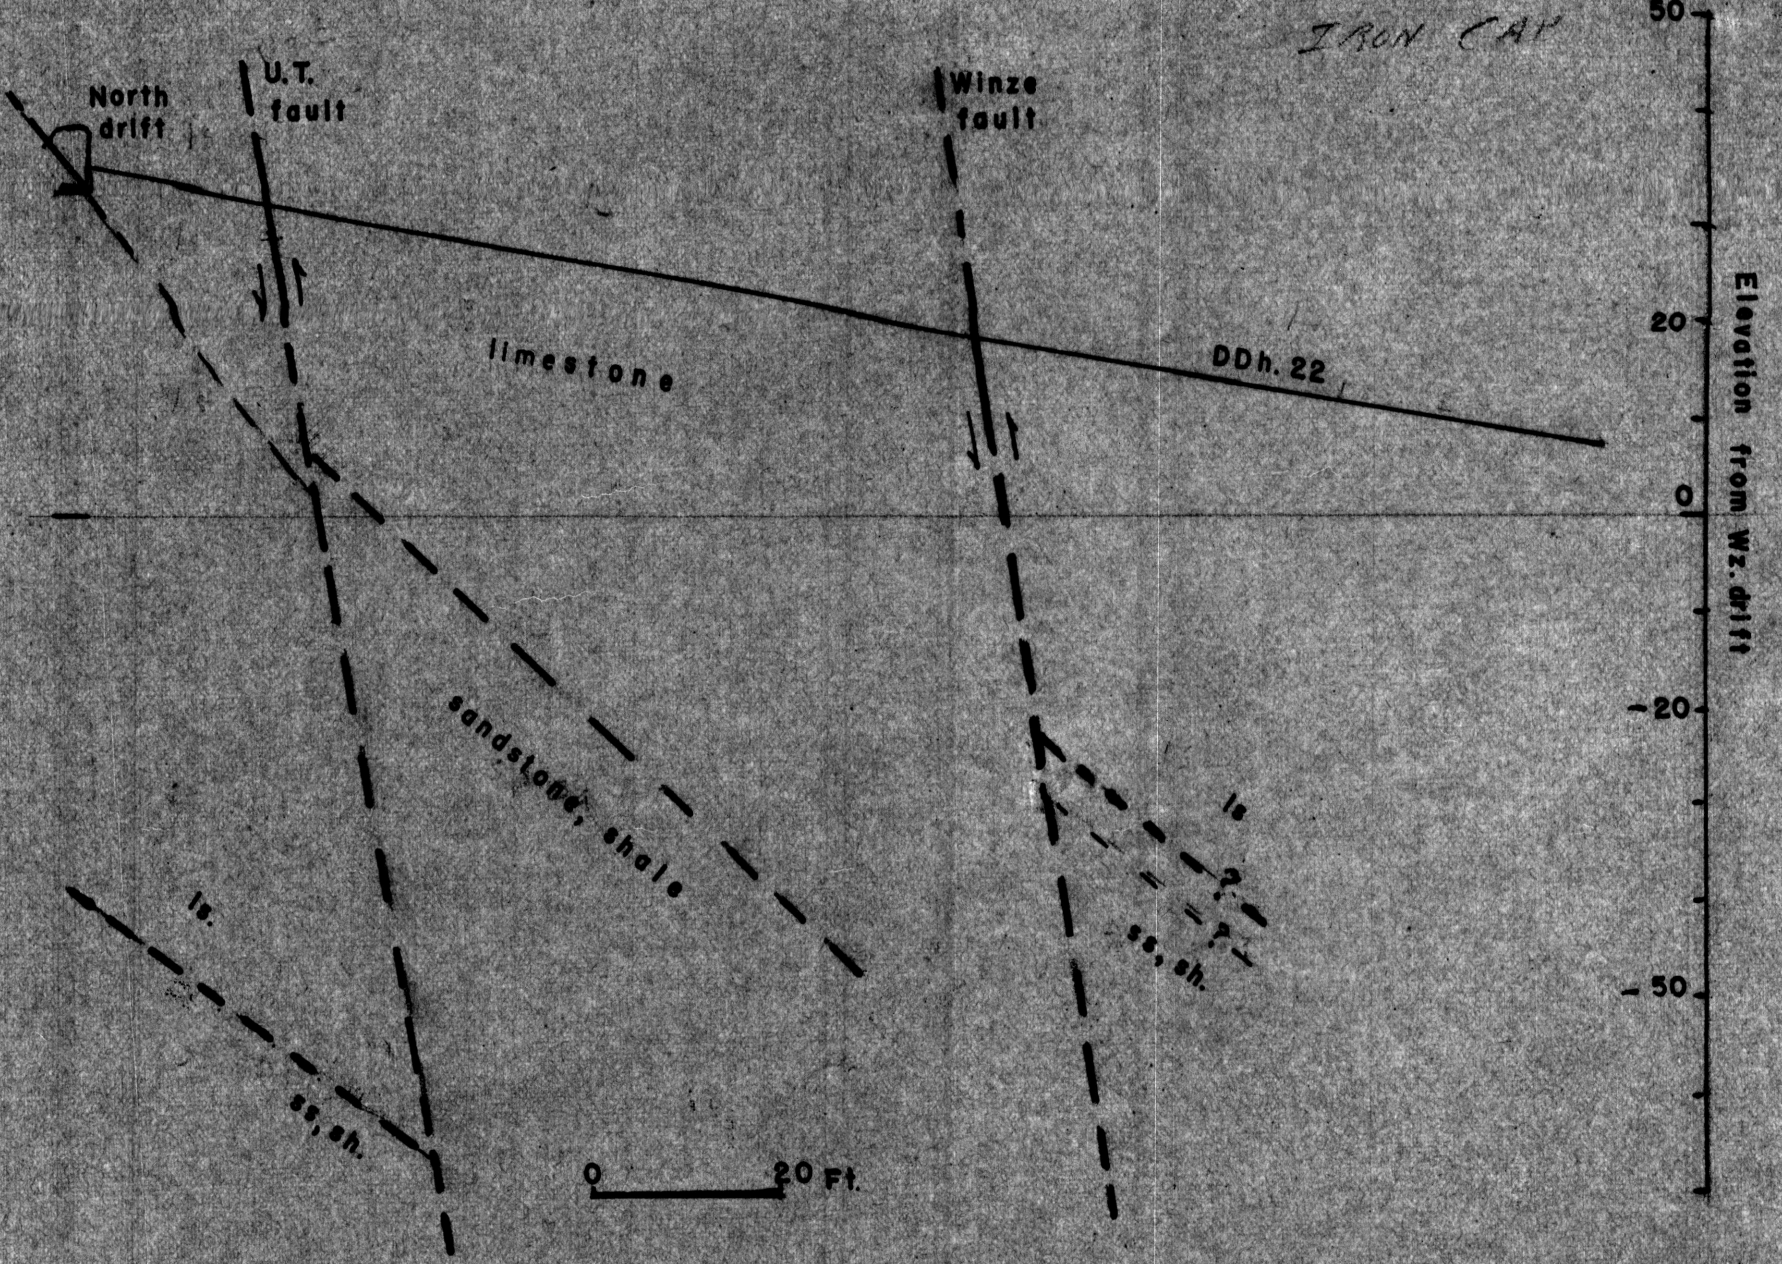 IRON CAP
50
North
drift
U.T.
fault
Winze
fault
20
limestone
DDh. 22
Elevation from Wz. drift
0
-20
sandstone, shale
ls
?
?
ss, sh.
-50
ls.
ss, sh.
0 20 Ft.